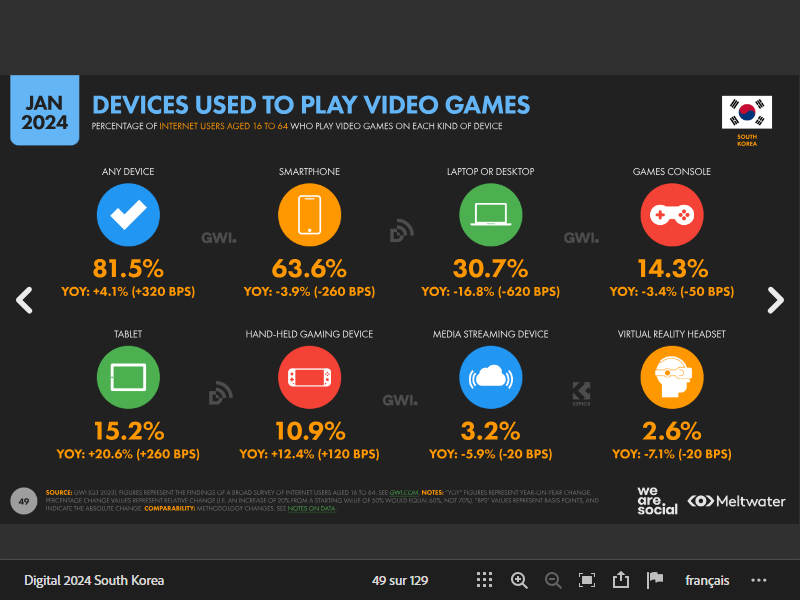 JAN
2024
DEVICES USED TO PLAY VIDEO GAMES
PERCENTAGE OF INTERNET USERS AGED 16 TO 64 WHO PLAY VIDEO GAMES ON EACH KIND OF DEVICE
SOUTH
KOREA
ANY DEVICE
81.5%
YOY: +4.1% (+320 BPS)
SMARTPHONE
63.6%
YOY: -3.9% (-260 BPS)
LAPTOP OR DESKTOP
30.7%
YOY: -16.8% (-620 BPS)
GAMES CONSOLE
14.3%
YOY: -3.4% (-50 BPS)
GWI.
GWI.
TABLET
15.2%
YOY: +20.6% (+260 BPS)
HAND-HELD GAMING DEVICE
10.9%
YOY: +12.4% (+120 BPS)
MEDIA STREAMING DEVICE
3.2%
YOY: -5.9% (-20 BPS)
VIRTUAL REALITY HEADSET
2.6%
YOY: -7.1% (-20 BPS)
GWI.
KEPIOS
49
SOURCE: GWI (Q3 2023). FIGURES REPRESENT THE FINDINGS OF A BROAD SURVEY OF INTERNET USERS AGED 16 TO 64. SEE GWI.COM. NOTES: "YOY" FIGURES REPRESENT YEAR-ON-YEAR CHANGE.
PERCENTAGE CHANGE VALUES REPRESENT RELATIVE CHANGE (I.E. AN INCREASE OF 20% FROM A STARTING VALUE OF 50% WOULD EQUAL 60%, NOT 70%). "BPS" VALUES REPRESENT BASIS POINTS, AND
INDICATE THE ABSOLUTE CHANGE. COMPARABILITY: METHODOLOGY CHANGES. SEE NOTES ON DATA.
we
are.
social
Meltwater
Digital 2024 South Korea
49 sur 129
français